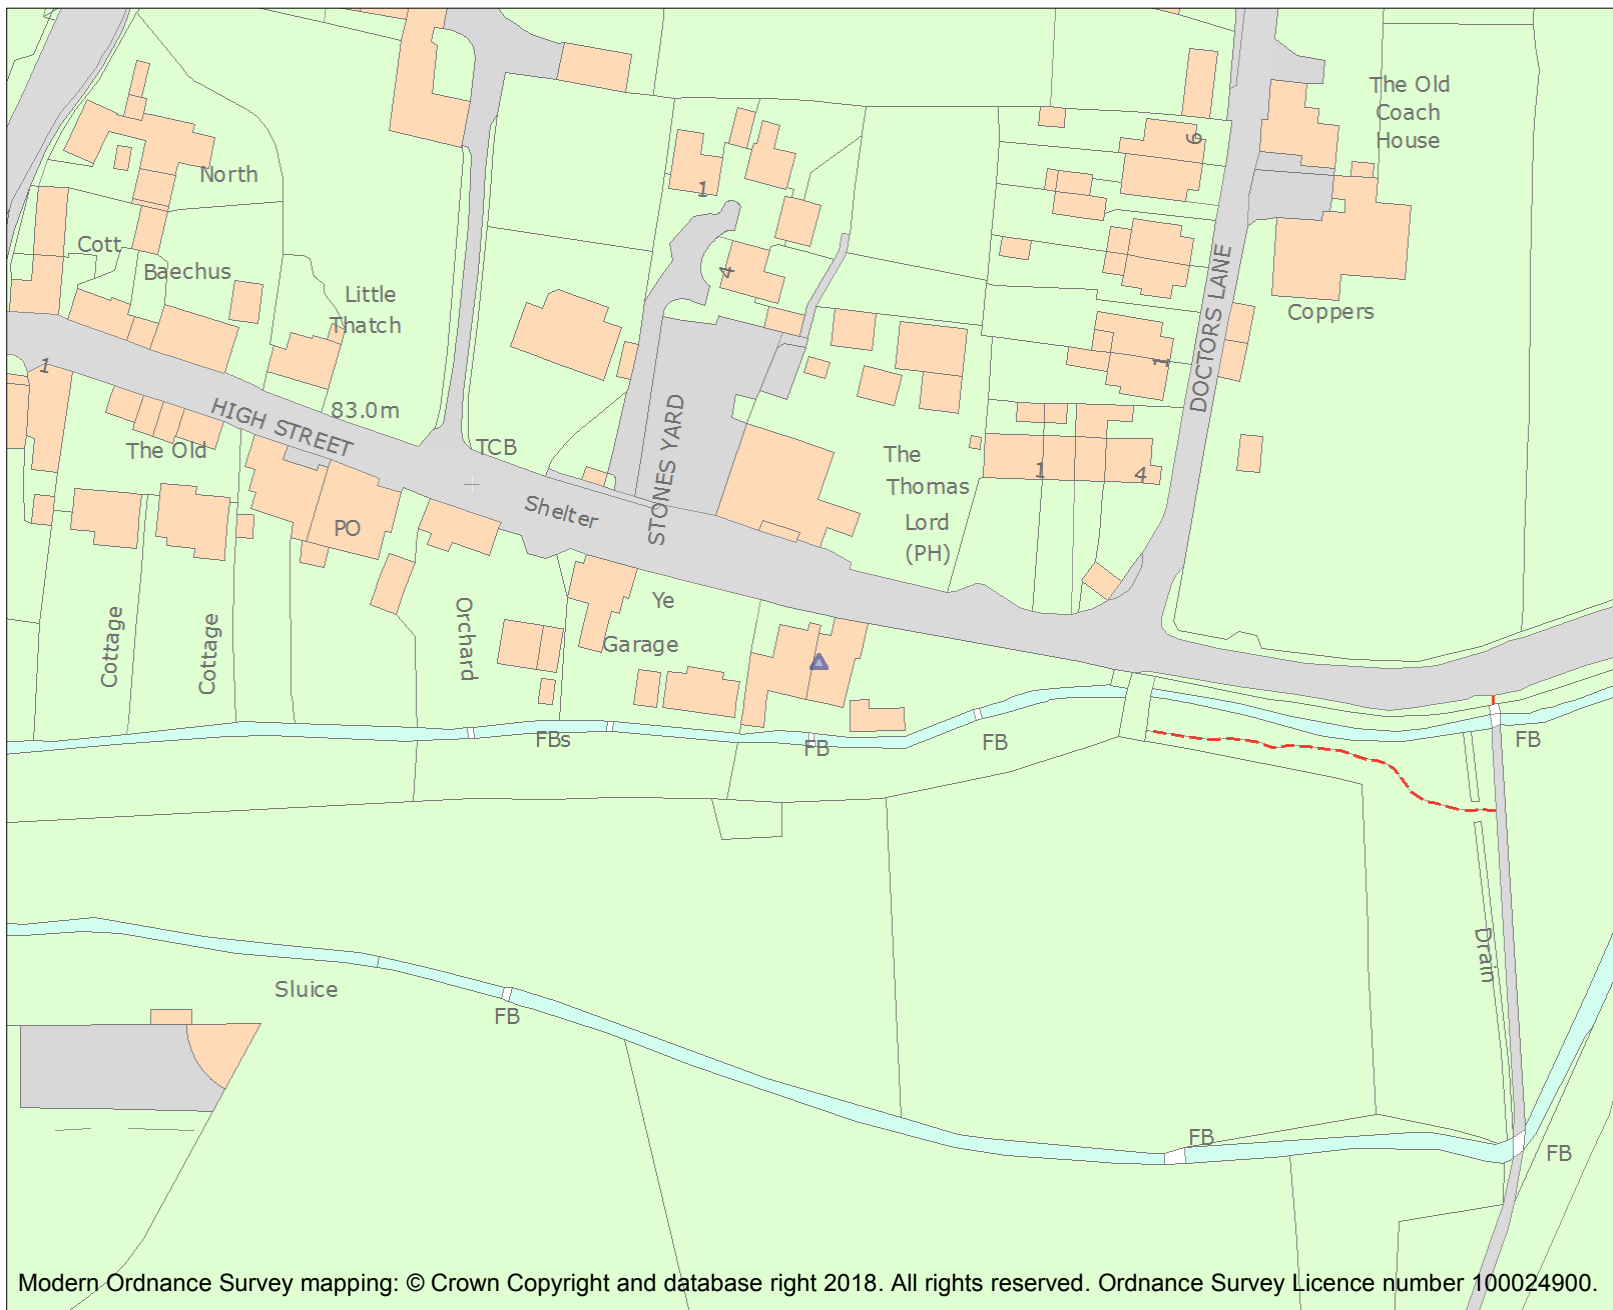 The Old
Coach
House
6
North
1
Cott
Baechus
4
Little
Thatch
Coppers
DOCTORS LANE
1
1
HIGH STREET
83.0m
STONES YARD
The Old
TCB
The
Thomas
Lord
(PH)
1
4
Shelter
PO
Ye
Garage
Orchard
Cottage
Cottage
FBs
FB
FB
FB
Drain
Sluice
FB
FB
FB
Modern Ordnance Survey mapping: © Crown Copyright and database right 2018. All rights reserved. Ordnance Survey Licence number 100024900.